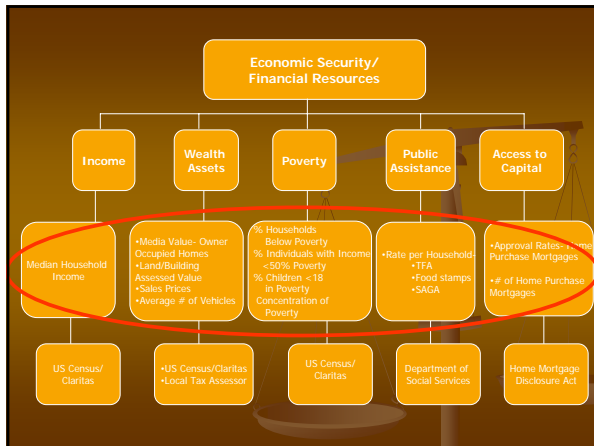 Economic Security/
Financial Resources
Income
Wealth
Assets
Poverty
Public
Assistance
Access to
Capital
Median Household
Income
•Media Value- Owner
Occupied Homes
•Land/Building
Assessed Value
•Sales Prices
•Average # of Vehicles
% Households
Below Poverty
% Individuals with Income
<50% Poverty
% Children <18
in Poverty
Concentration of
Poverty
•Rate per Household-
•TFA
•Food stamps
•SAGA
•Approval Rates- Home
Purchase Mortgages
•# of Home Purchase
Mortgages
US Census/
Claritas
•US Census/Claritas
•Local Tax Assessor
US Census/
Claritas
Department of
Social Services
Home Mortgage
Disclosure Act